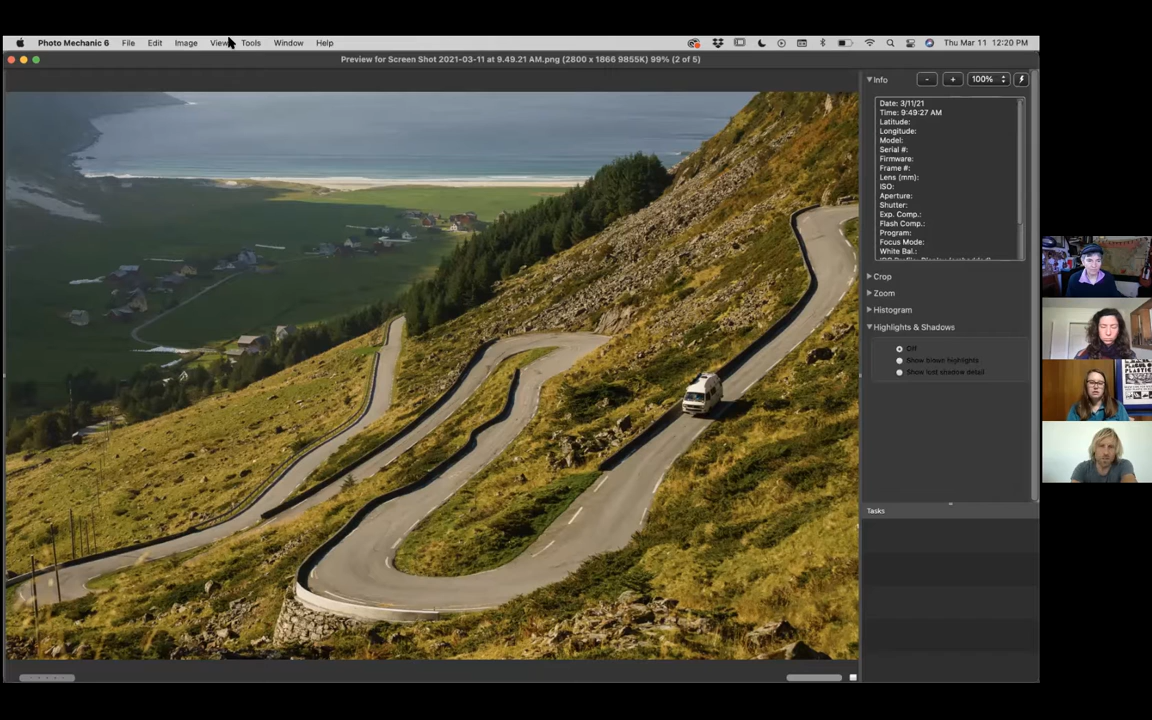 Photo Mechanic 6 File Edit Image View Tools Window Help Thu Mar 11 12:20 PM
Preview for Screen Shot 2021-03-11 at 9.49.21 AM.png (2800 x 1866 9855K) 99% (2 of 5)
Info - + 100%
Date: 3/11/21
Time: 9:49:27 AM
Latitude:
Longitude:
Model:
Serial #:
Firmware:
Frame #:
Lens (mm):
ISO:
Aperture:
Shutter:
Exp. Comp.:
Flash Comp.:
Program:
Focus Mode:
White Bal.:
Crop
Zoom
Histogram
Highlights & Shadows
Off
Show blown highlights
Show lost shadow detail
Tasks
PLASTIC